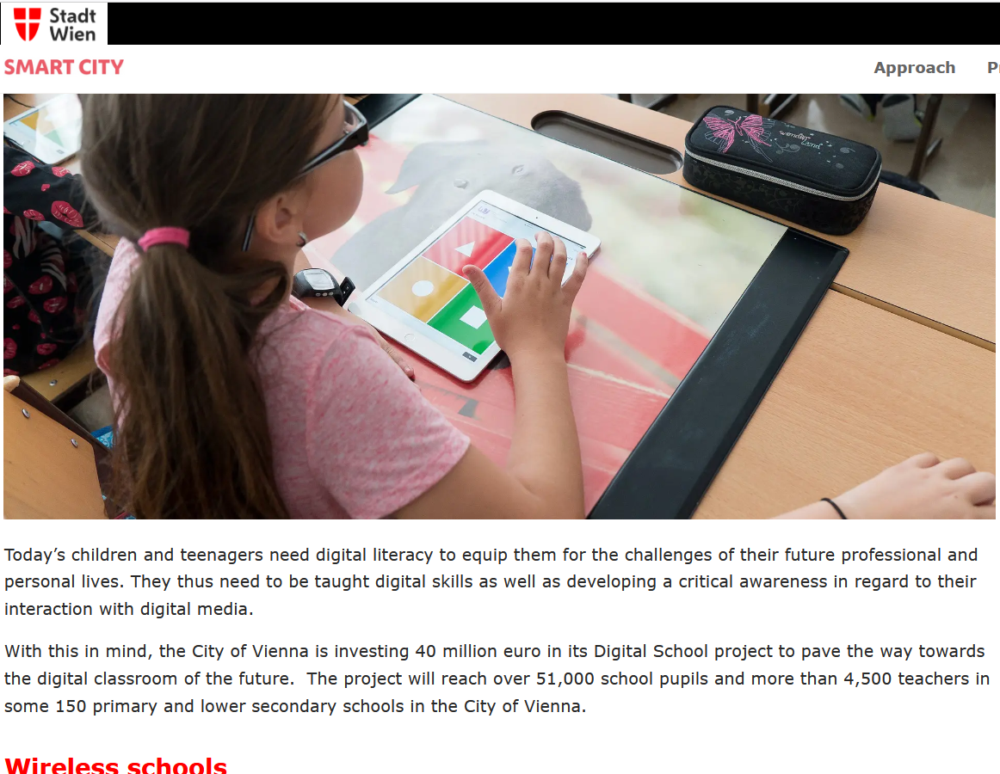 Stadt
Wien
SMART CITY
Approach
Today’s children and teenagers need digital literacy to equip them for the challenges of their future professional and
personal lives. They thus need to be taught digital skills as well as developing a critical awareness in regard to their
interaction with digital media.
With this in mind, the City of Vienna is investing 40 million euro in its Digital School project to pave the way towards
the digital classroom of the future.  The project will reach over 51,000 school pupils and more than 4,500 teachers in
some 150 primary and lower secondary schools in the City of Vienna.
Wireless schools